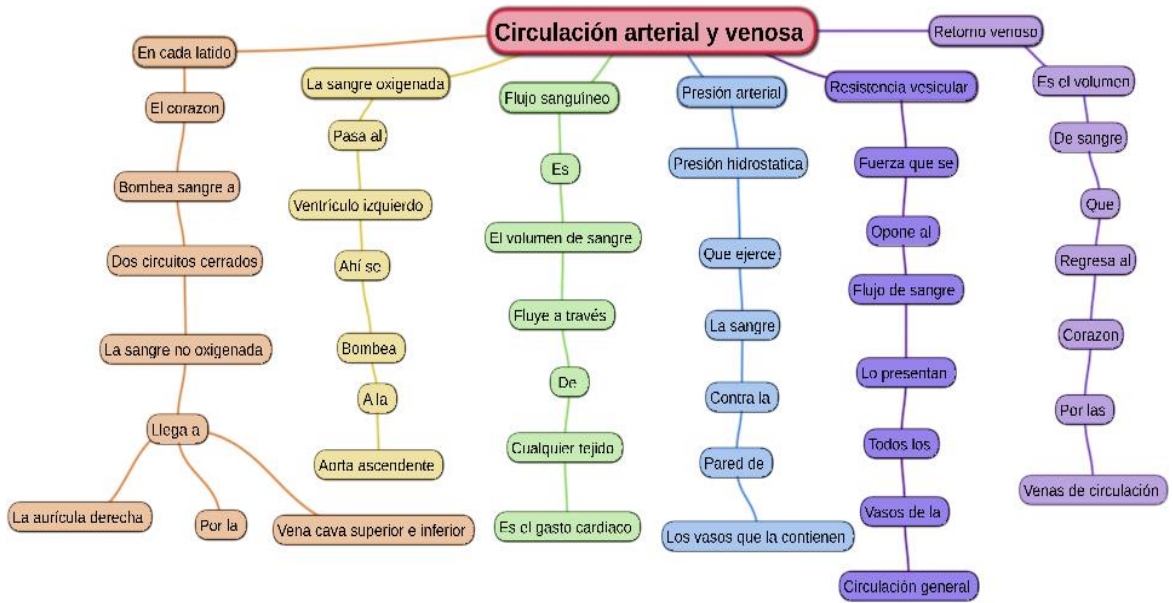 Circulación arterial y venosa
En cada latido
El corazon
Bombea sangre a
Dos circuitos cerrados
La sangre no oxigenada
Llega a
La aurícula derecha
Por la
Vena cava superior e inferior
La sangre oxigenada
Pasa al
Ventrículo izquierdo
Ahí se
Bombea
A la
Aorta ascendente
Flujo sanguíneo
Es
El volumen de sangre
Fluye a través
De
Cualquier tejido
Es el gasto cardiaco
Presión arterial
Presión hidrostatica
Que ejerce
La sangre
Contra la
Pared de
Los vasos que la contienen
Resistencia vesicular
Fuerza que se
Opone al
Flujo de sangre
Lo presentan
Todos los
Vasos de la
Circulación general
Retorno venoso
Es el volumen
De sangre
Que
Regresa al
Corazon
Por las
Venas de circulación